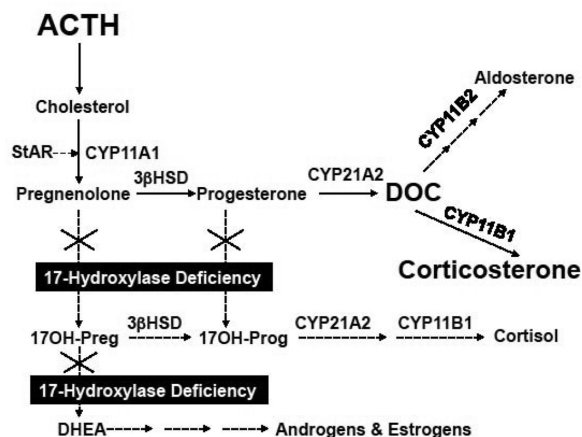 ACTH
Cholesterol
StAR CYP11A1
Pregnenolone 3βHSD Progesterone CYP21A2 DOC
CYP11B2
Aldosterone
CYP11B1
Corticosterone
17-Hydroxylase Deficiency
17OH-Preg 3βHSD 17OH-Prog CYP21A2 CYP11B1 Cortisol
17-Hydroxylase Deficiency
DHEA Androgens & Estrogens